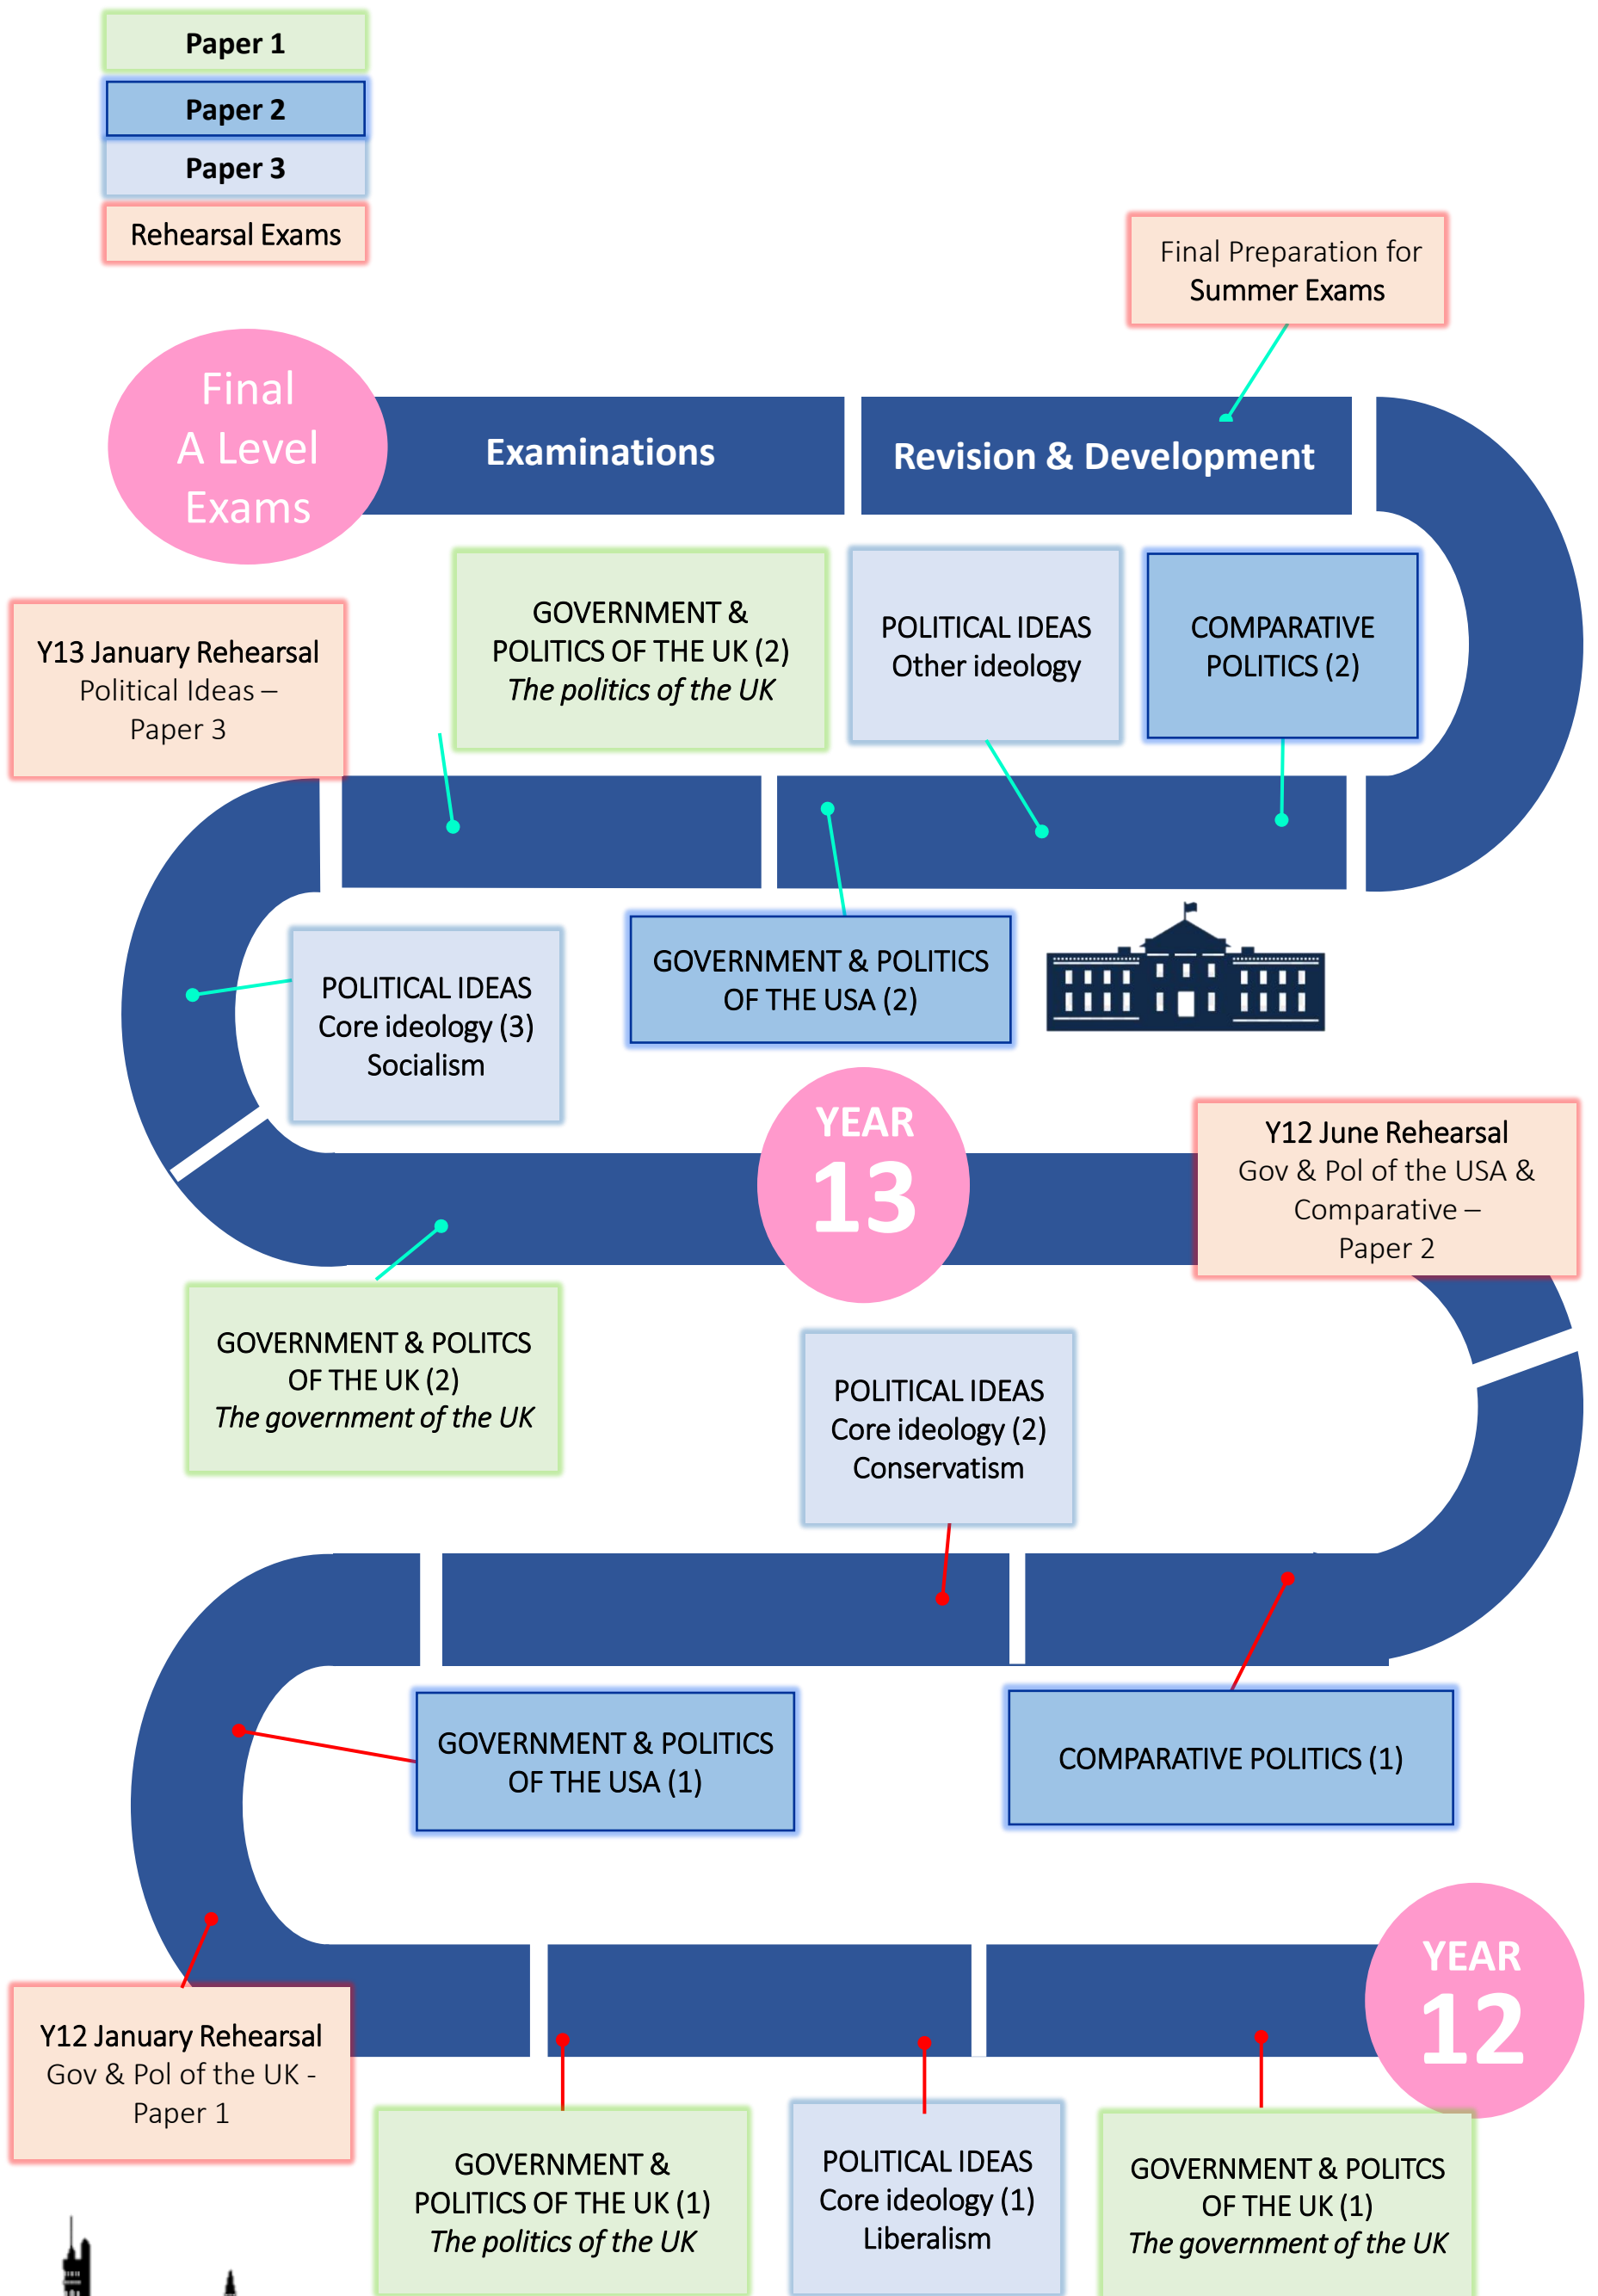 Paper 1
Paper 2
Paper 3
Rehearsal Exams
Final Preparation for
Summer Exams
Final
A Level
Exams
Examinations
Revision & Development
Y13 January Rehearsal
Political Ideas –
Paper 3
GOVERNMENT &
POLITICS OF THE UK (2)
The politics of the UK
POLITICAL IDEAS
Other ideology
COMPARATIVE
POLITICS (2)
POLITICAL IDEAS
Core ideology (3)
Socialism
GOVERNMENT & POLITICS
OF THE USA (2)
YEAR
13
Y12 June Rehearsal
Gov & Pol of the USA &
Comparative –
Paper 2
GOVERNMENT & POLITCS
OF THE UK (2)
The government of the UK
POLITICAL IDEAS
Core ideology (2)
Conservatism
GOVERNMENT & POLITICS
OF THE USA (1)
COMPARATIVE POLITICS (1)
YEAR
12
Y12 January Rehearsal
Gov & Pol of the UK -
Paper 1
GOVERNMENT &
POLITICS OF THE UK (1)
The politics of the UK
POLITICAL IDEAS
Core ideology (1)
Liberalism
GOVERNMENT & POLITCS
OF THE UK (1)
The government of the UK